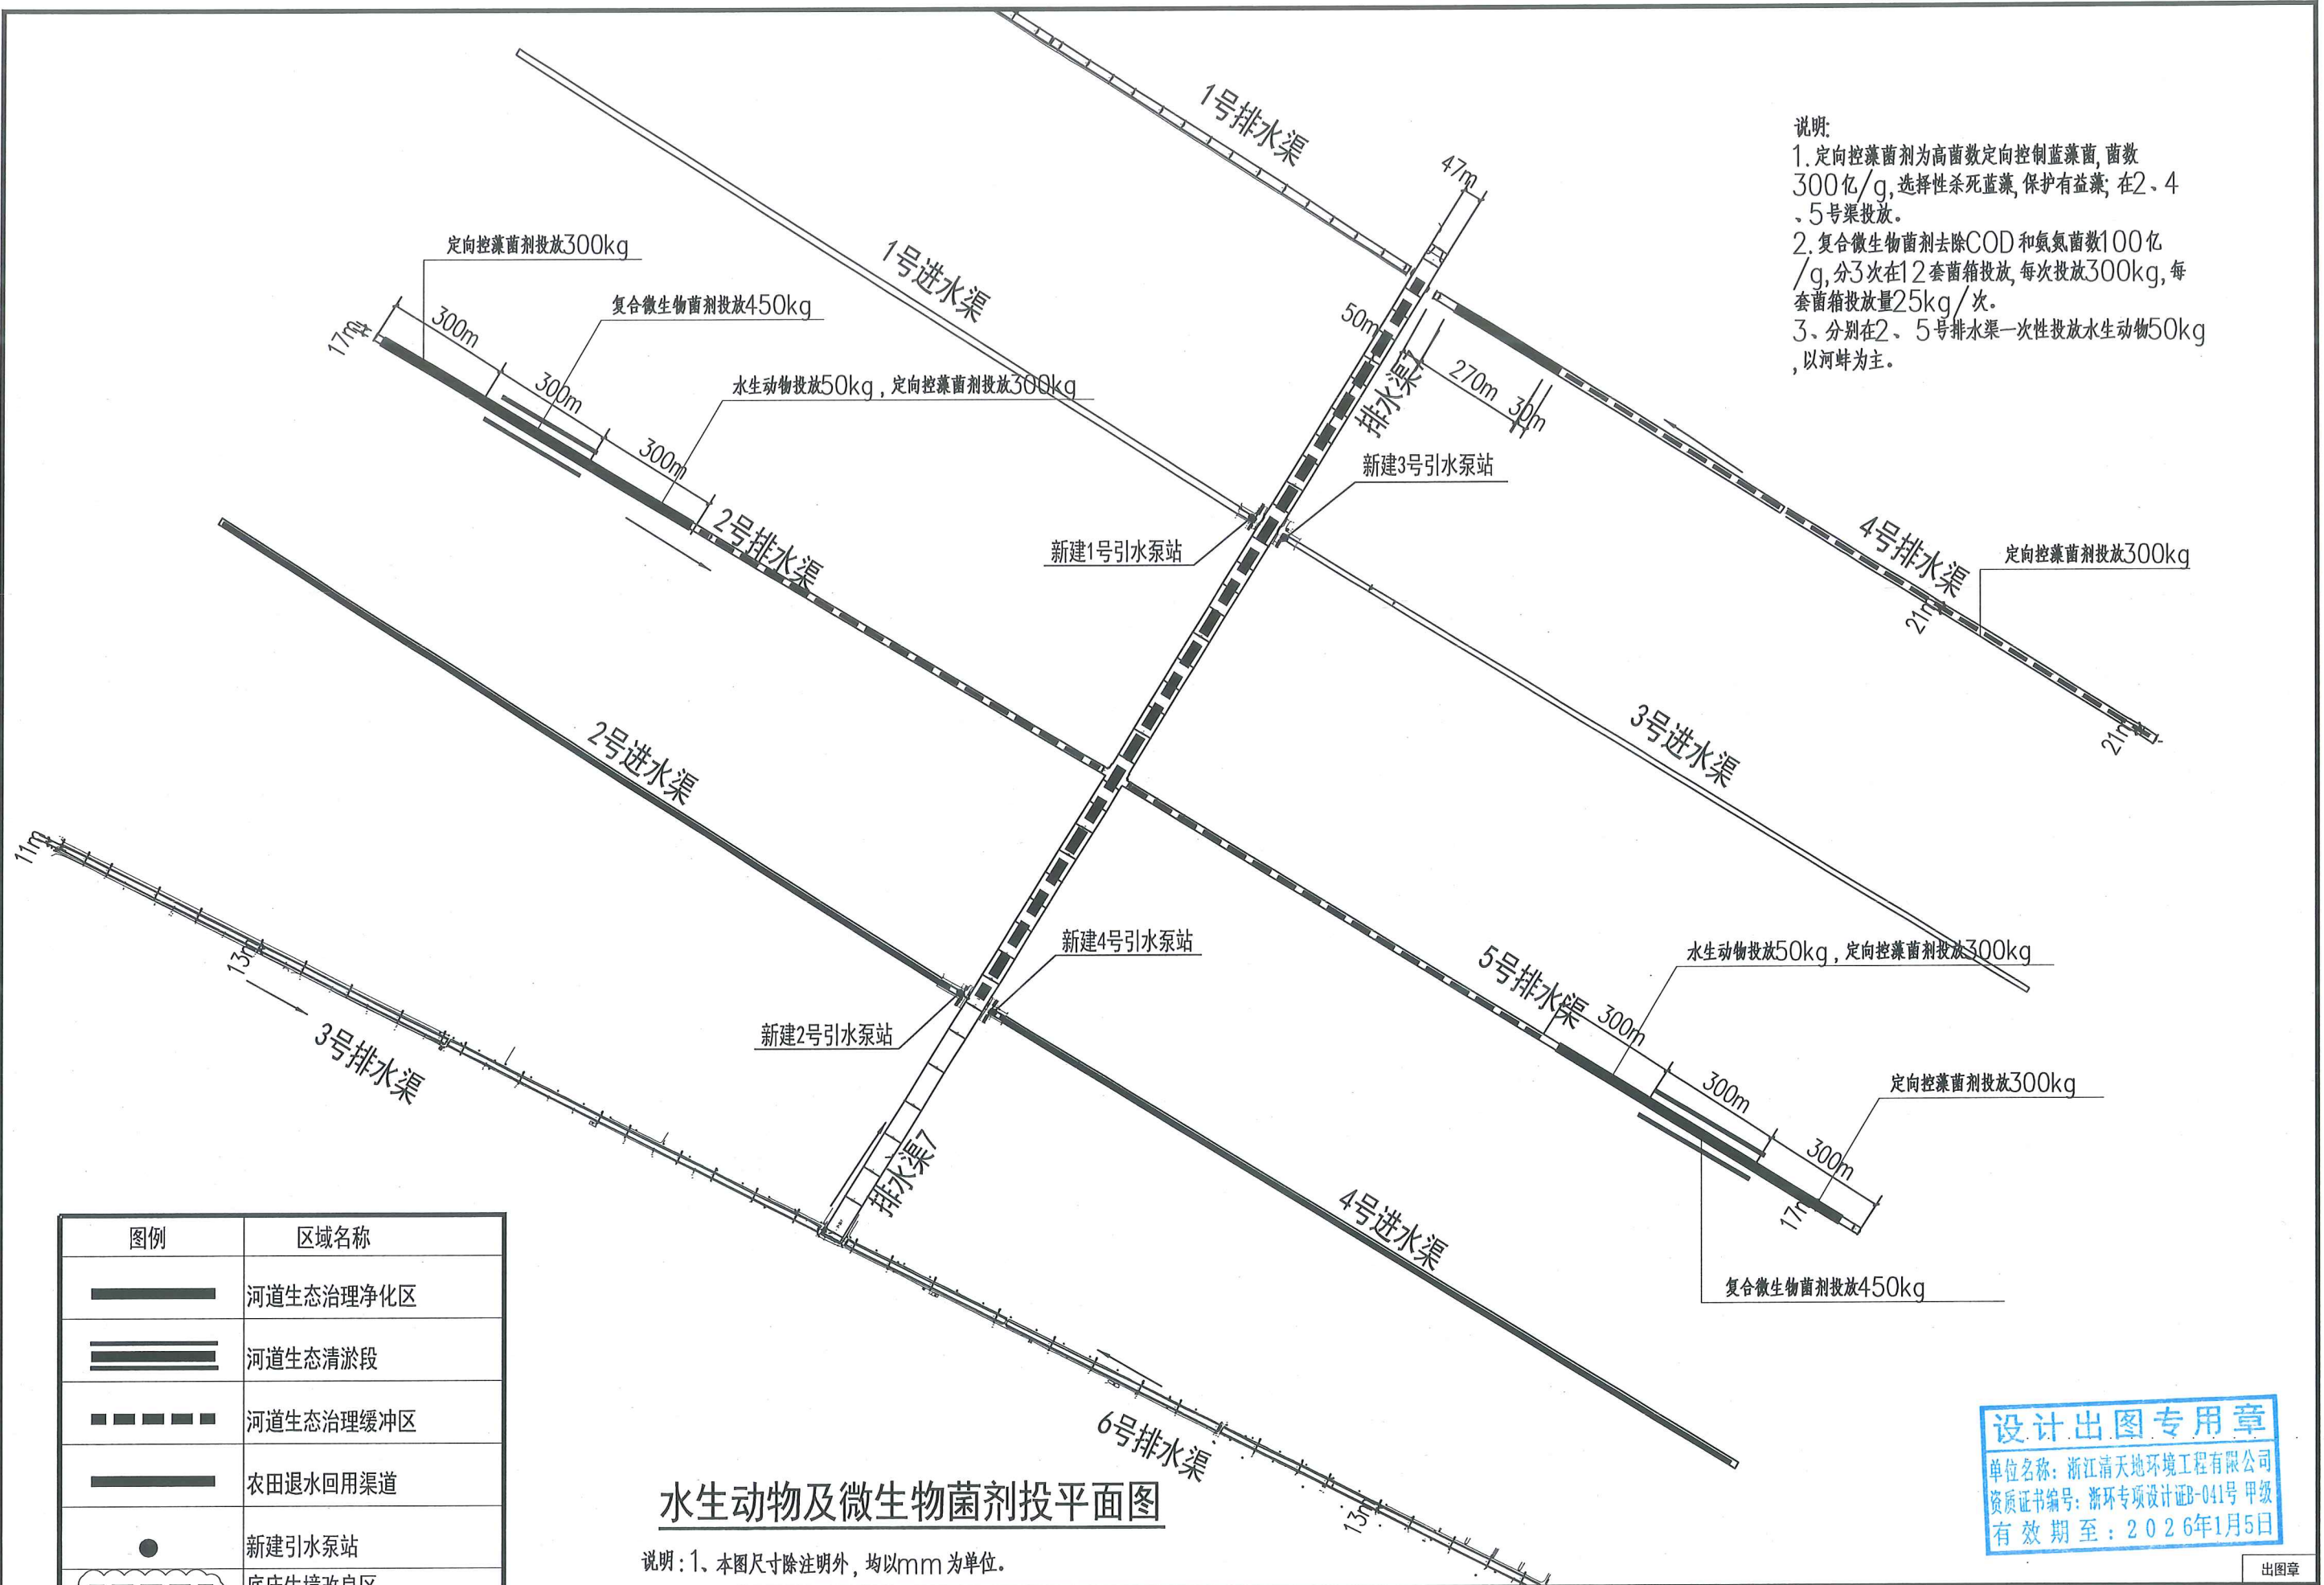 1号排水渠
47m
说明:
1.定向控藻菌剂为高菌数定向控制蓝藻菌,菌数
300亿/g,选择性杀死蓝藻,保护有益藻;在2、4
、5号渠投放。
2.复合微生物菌剂去除COD和氨氮菌数100亿
/g,分3次在12套菌箱投放,每次投放300kg,每
套菌箱投放量25kg/次。
3、分别在2、5号排水渠一次性投放水生动物50kg
,以河蚌为主。
定向控藻菌剂投放300kg
1号进水渠
复合微生物菌剂投放450kg
17m
300m
50m
300m
水生动物投放50kg,定向控藻菌剂投放300kg
排水渠7
270m
30m
300m
新建3号引水泵站
2号排水渠
新建1号引水泵站
4号排水渠
定向控藻菌剂投放300kg
21m
21m
2号进水渠
3号进水渠
11m
13m
新建4号引水泵站
5号排水渠
水生动物投放50kg,定向控藻菌剂投放300kg
300m
新建2号引水泵站
3号排水渠
300m
定向控藻菌剂投放300kg
排水渠7
300m
17m
4号进水渠
复合微生物菌剂投放450kg
图例 区域名称
河道生态治理净化区
河道生态清淤段
河道生态治理缓冲区
农田退水回用渠道
新建引水泵站
6号排水渠
13m
水生动物及微生物菌剂投平面图
说明:1、本图尺寸除注明外,均以mm为单位。
设计出图专用章
单位名称:浙江清天地环境工程有限公司
资质证书编号:浙环专项设计证B-041号 甲级
有效期至:2026年1月5日
出图章